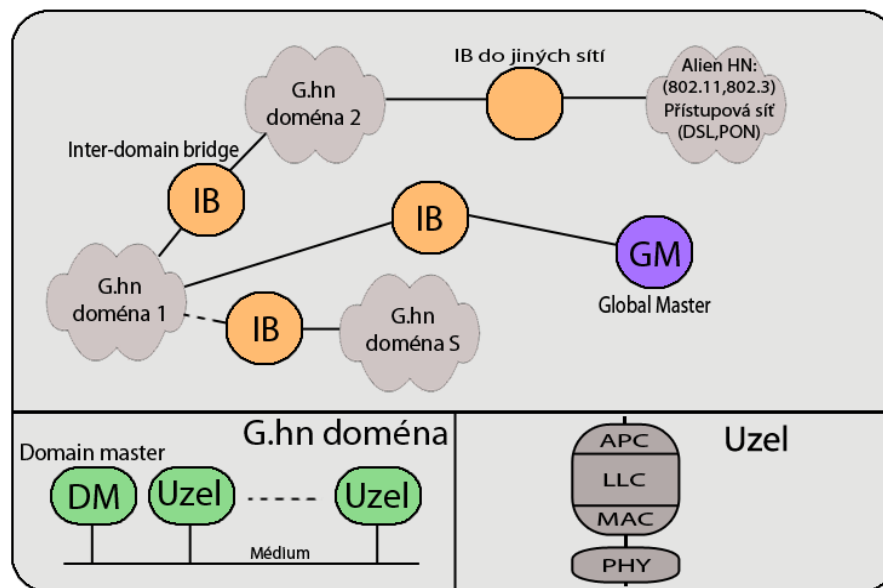 IB do jiných sítí
G.hn
doména 2
Alien HN:
(802.11,802.3)
Přístupová síť
(DSL,PON)
Inter-domain bridge
IB
IB
GM
G.hn
doména 1
Global Master
IB
G.hn
doména S
G.hn doména
Domain master
DM
Uzel
Uzel
Médium
Uzel
APC
LLC
MAC
PHY